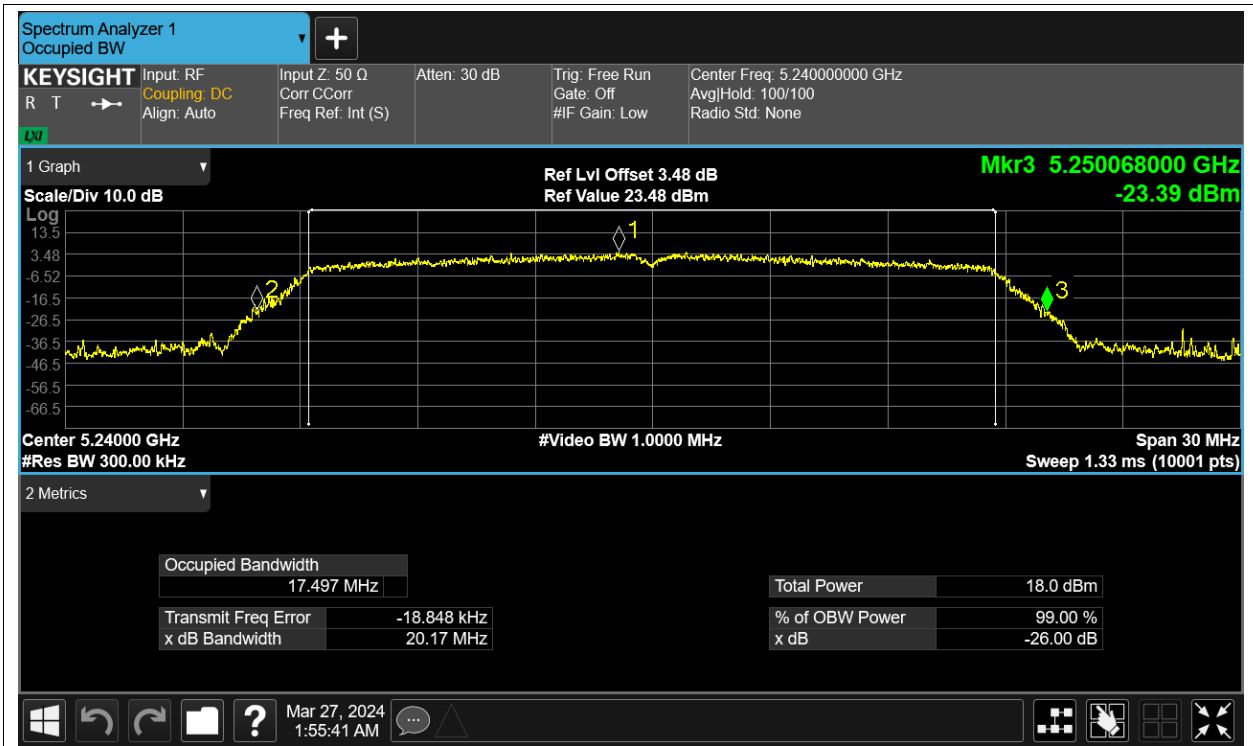 Spectrum Analyzer 1
Occupied BW
KEYSIGHT
R T
LXI
Input: RF
Coupling: DC
Align: Auto
Input Z: 50 Ω
Corr CCorr
Freq Ref: Int (S)
Atten: 30 dB
Trig: Free Run
Gate: Off
#IF Gain: Low
Center Freq: 5.240000000 GHz
Avg|Hold: 100/100
Radio Std: None
1 Graph
Scale/Div 10.0 dB
Ref Lvl Offset 3.48 dB
Ref Value 23.48 dBm
Mkr3 5.250068000 GHz
-23.39 dBm
Log
13.5
3.48
-6.52
-16.5
-26.5
-36.5
-46.5
-56.5
-66.5
1
2
3
Center 5.24000 GHz
#Res BW 300.00 kHz
#Video BW 1.0000 MHz
Span 30 MHz
Sweep 1.33 ms (10001 pts)
2 Metrics
Occupied Bandwidth
17.497 MHz
Transmit Freq Error -18.848 kHz
x dB Bandwidth 20.17 MHz
Total Power 18.0 dBm
% of OBW Power 99.00 %
x dB -26.00 dB
?
Mar 27, 2024
1:55:41 AM